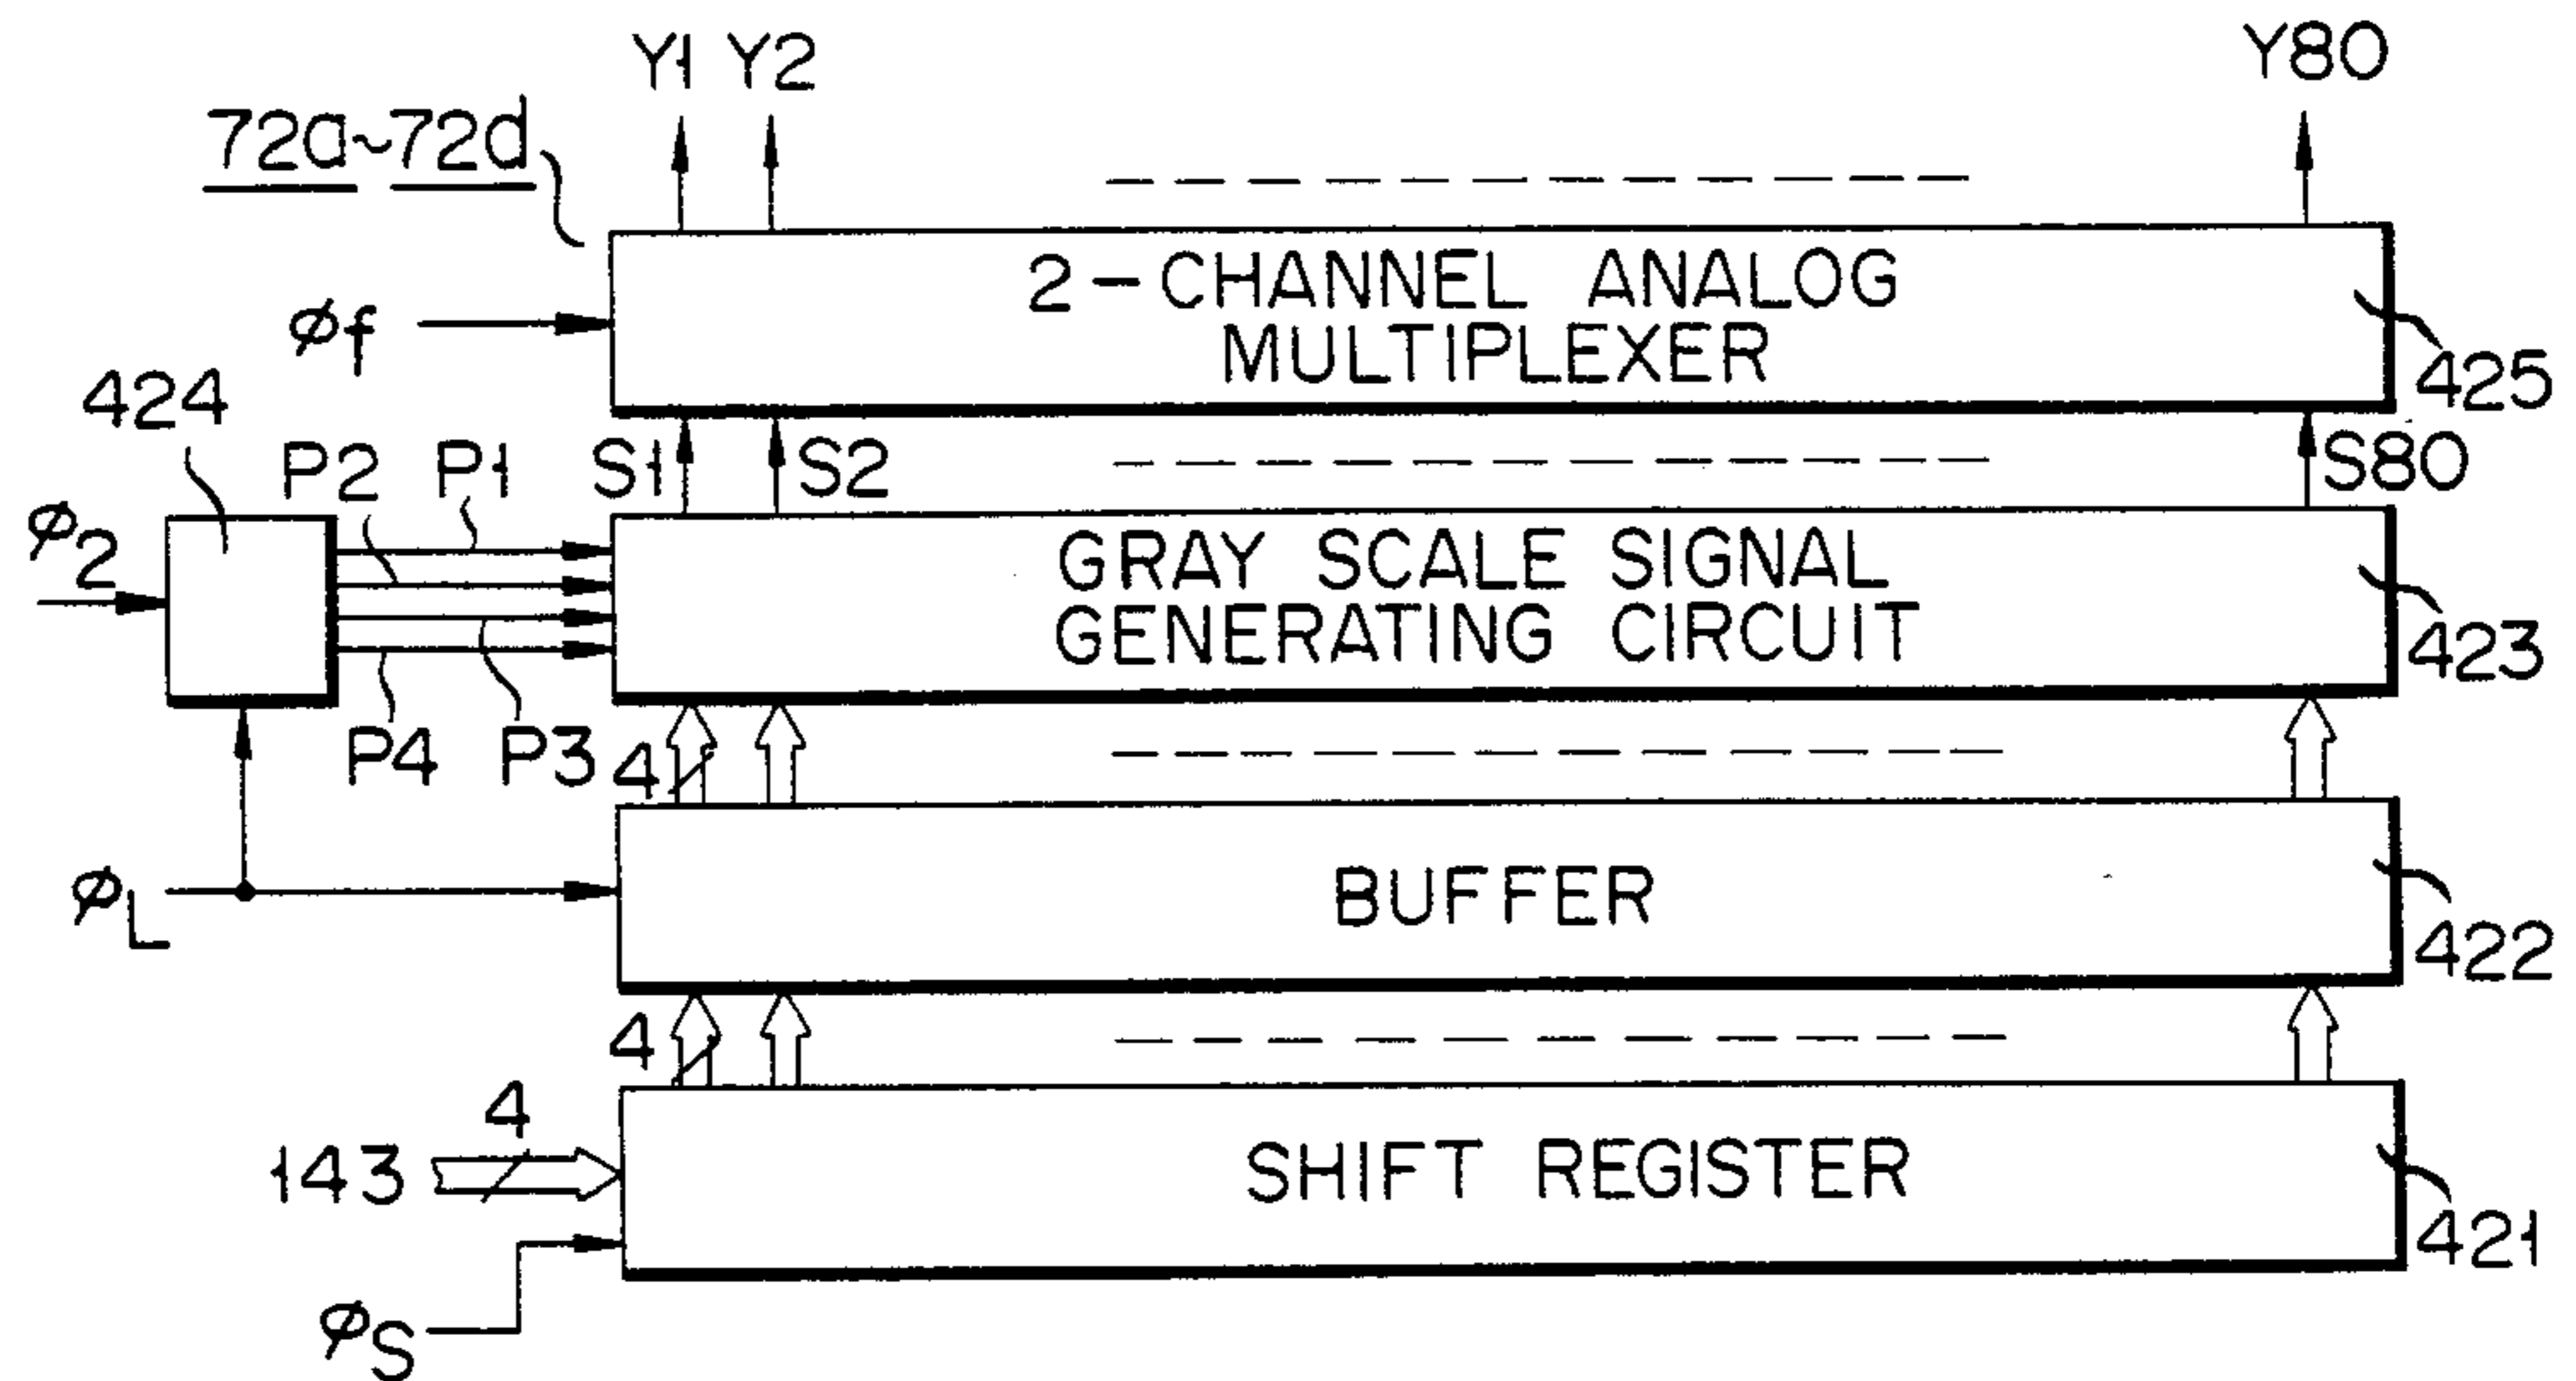 Y1 Y2 Y80
72a~72d
2-CHANNEL ANALOG
MULTIPLEXER
φf
425
424
P2 P1 S1 S2 S80
φ2
GRAY SCALE SIGNAL
GENERATING CIRCUIT
423
P4 P3 4
φL
BUFFER
422
4
143 4
SHIFT REGISTER
421
φS